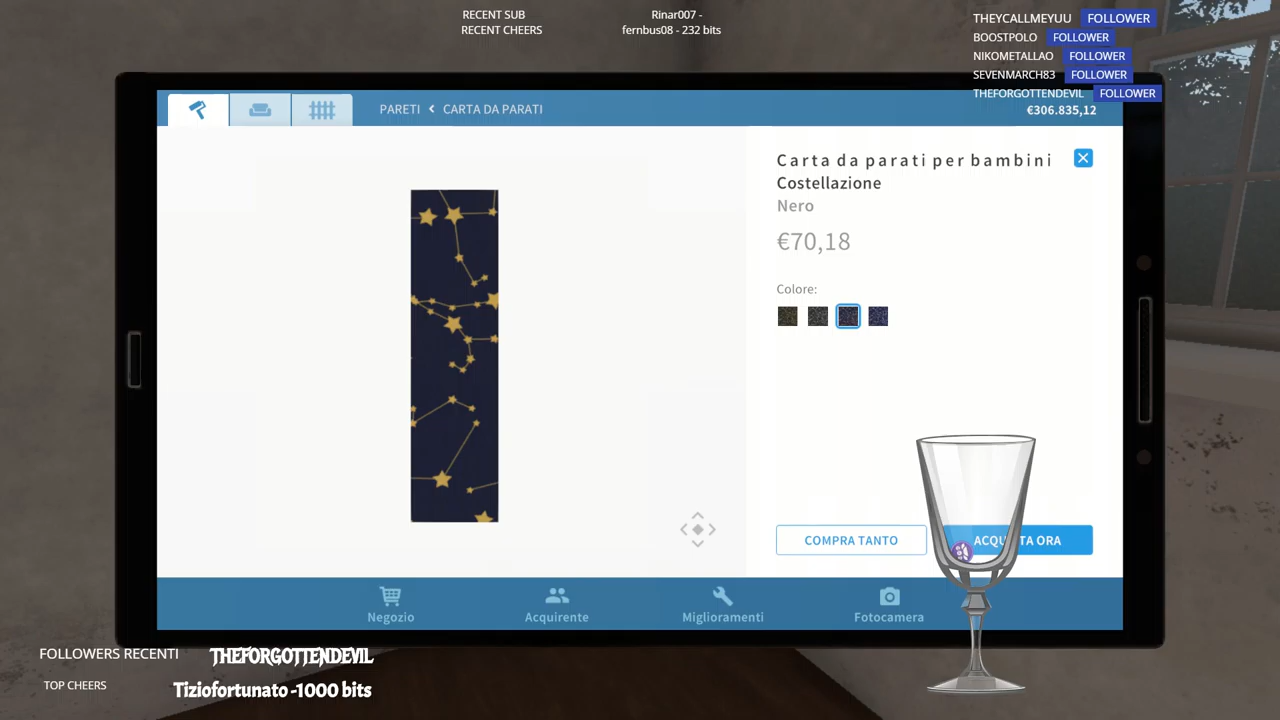 RECENT SUB
Rinar007 -
RECENT CHEERS
fernbus08 - 232 bits
THEYCALLMEYUU FOLLOWER
BOOSTPOLO FOLLOWER
NIKOMETALLAO FOLLOWER
SEVENMARCH83 FOLLOWER
THEFORGOTTENDEVIL FOLLOWER
PARETI < CARTA DA PARATI
€306.835,12
Carta da parati per bambini
Costellazione
Nero
€70,18
Colore:
COMPRA TANTO
ACQUISTA ORA
Negozio
Acquirente
Miglioramenti
Fotocamera
FOLLOWERS RECENTI
THEFORGOTTENDEVIL
TOP CHEERS
Tiziofortunato -1000 bits